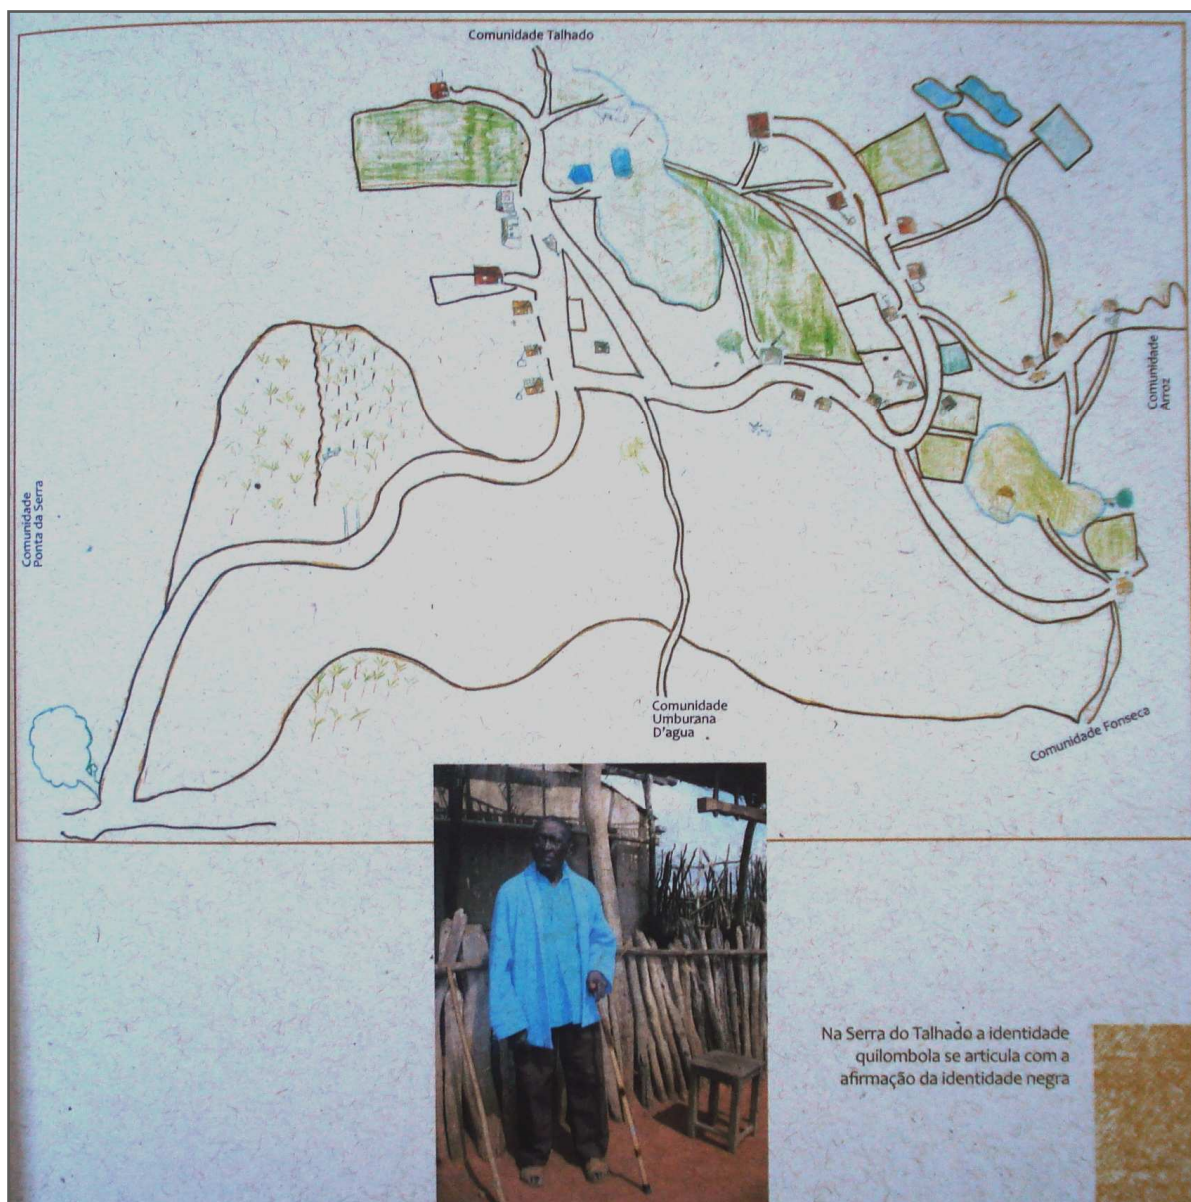 Comunidade Talhado
Comunidade
Arroz
Comunidade
Ponta da Serra
Comunidade
Umburana
D'agua
Comunidade Fonseca
Na Serra do Talhado a identidade
quilombola se articula com a
afirmação da identidade negra